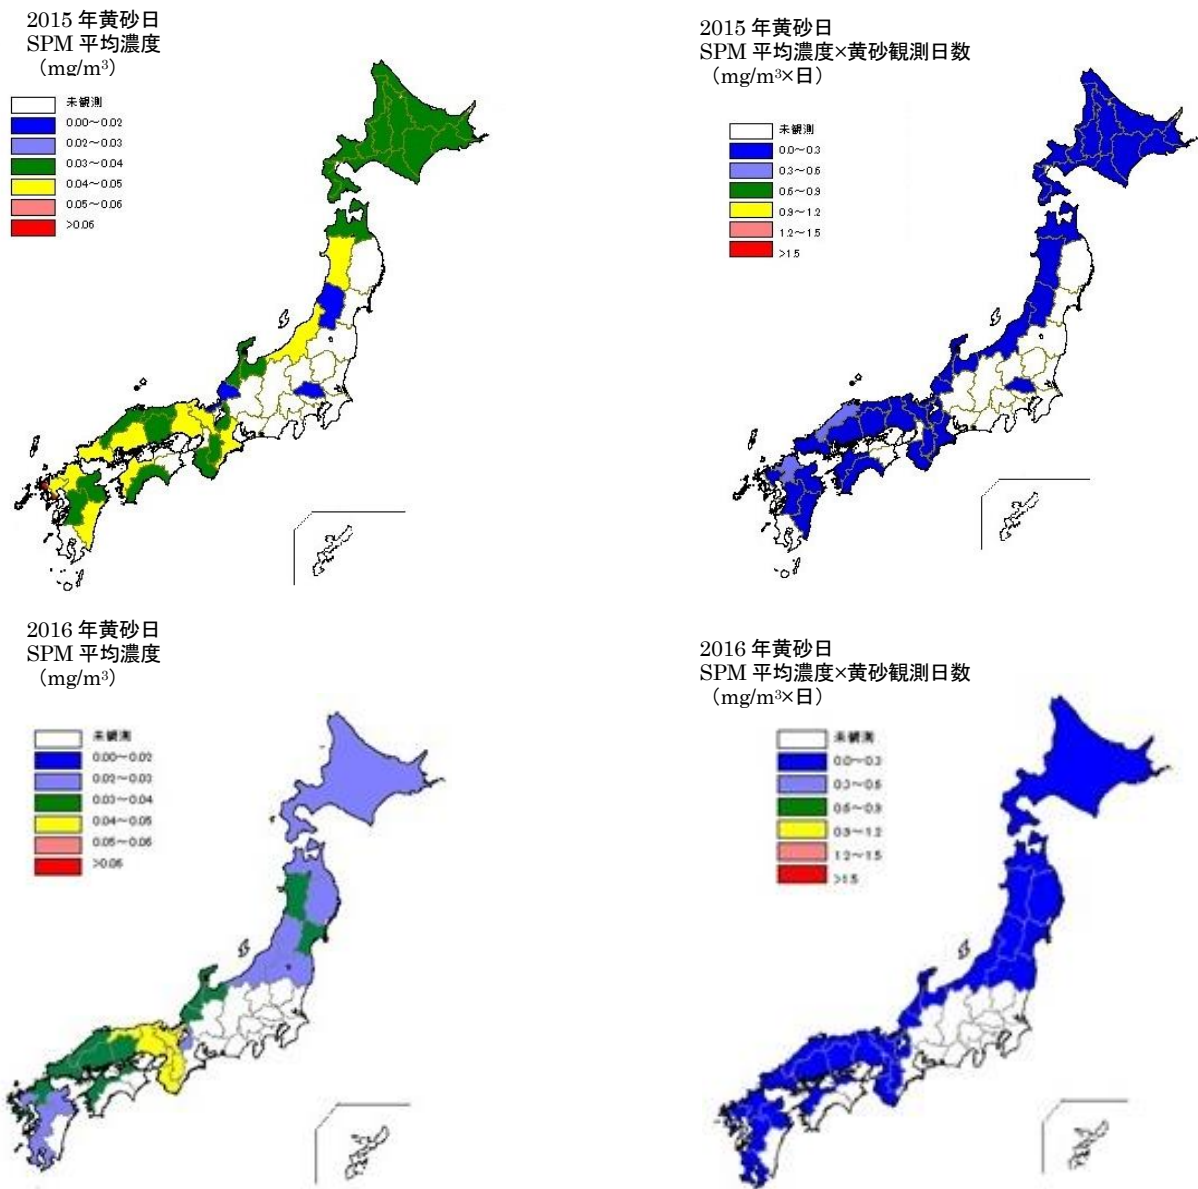 2015 年黄砂日
SPM 平均濃度
（mg/m³）
未観測
0.00～0.02
0.02～0.03
0.03～0.04
0.04～0.05
0.05～0.06
>0.06
2015 年黄砂日
SPM 平均濃度×黄砂観測日数
（mg/m³×日）
未観測
0.0～0.3
0.3～0.6
0.6～0.9
0.9～1.2
1.2～1.5
>1.5
2016 年黄砂日
SPM 平均濃度
（mg/m³）
未観測
0.00～0.02
0.02～0.03
0.03～0.04
0.04～0.05
0.05～0.06
>0.06
2016 年黄砂日
SPM 平均濃度×黄砂観測日数
（mg/m³×日）
未観測
0.0～0.3
0.3～0.6
0.6～0.9
0.9～1.2
1.2～1.5
>1.5